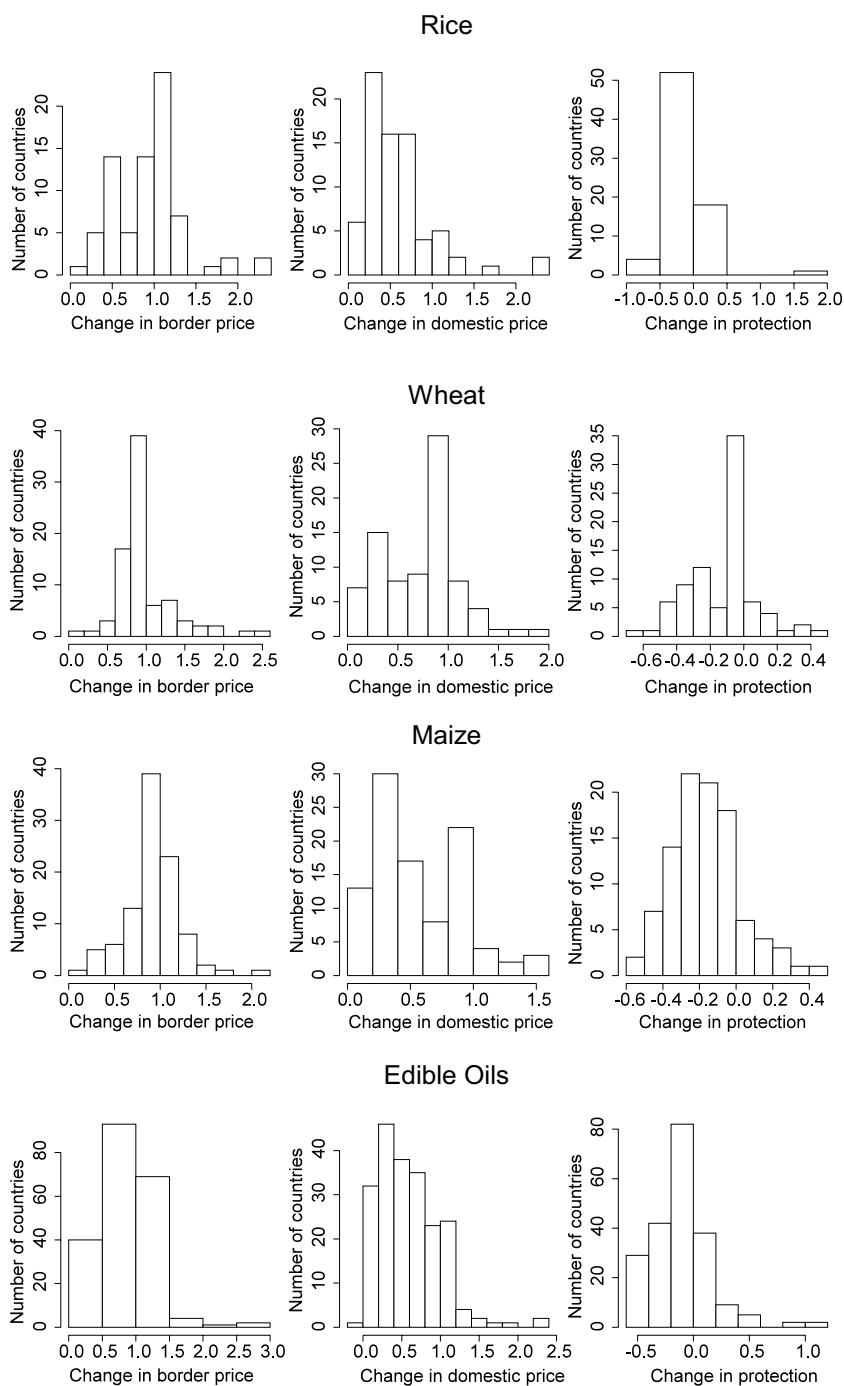 Rice
Number of countries
0 5 10 15 20
0.0 0.5 1.0 1.5 2.0
Change in border price
Number of countries
0 5 10 15 20
0.0 0.5 1.0 1.5 2.0
Change in domestic price
Number of countries
0 10 20 30 40 50
-1.0 -0.5 0.0 0.5 1.0 1.5 2.0
Change in protection
Wheat
Number of countries
0 10 20 30 40
0.0 0.5 1.0 1.5 2.0 2.5
Change in border price
Number of countries
0 5 10 15 20 25 30
0.0 0.5 1.0 1.5 2.0
Change in domestic price
Number of countries
0 5 10 15 20 25 30 35
-0.6 -0.4 -0.2 0.0 0.2 0.4
Change in protection
Maize
Number of countries
0 10 20 30 40
0.0 0.5 1.0 1.5 2.0
Change in border price
Number of countries
0 5 10 15 20 25 30
0.0 0.5 1.0 1.5
Change in domestic price
Number of countries
0 5 10 15 20
-0.6 -0.4 -0.2 0.0 0.2 0.4
Change in protection
Edible Oils
Number of countries
0 20 40 60 80
0.0 0.5 1.0 1.5 2.0 2.5 3.0
Change in border price
Number of countries
0 10 20 30 40
0.0 0.5 1.0 1.5 2.0 2.5
Change in domestic price
Number of countries
0 20 40 60 80
-0.5 0.0 0.5 1.0
Change in protection